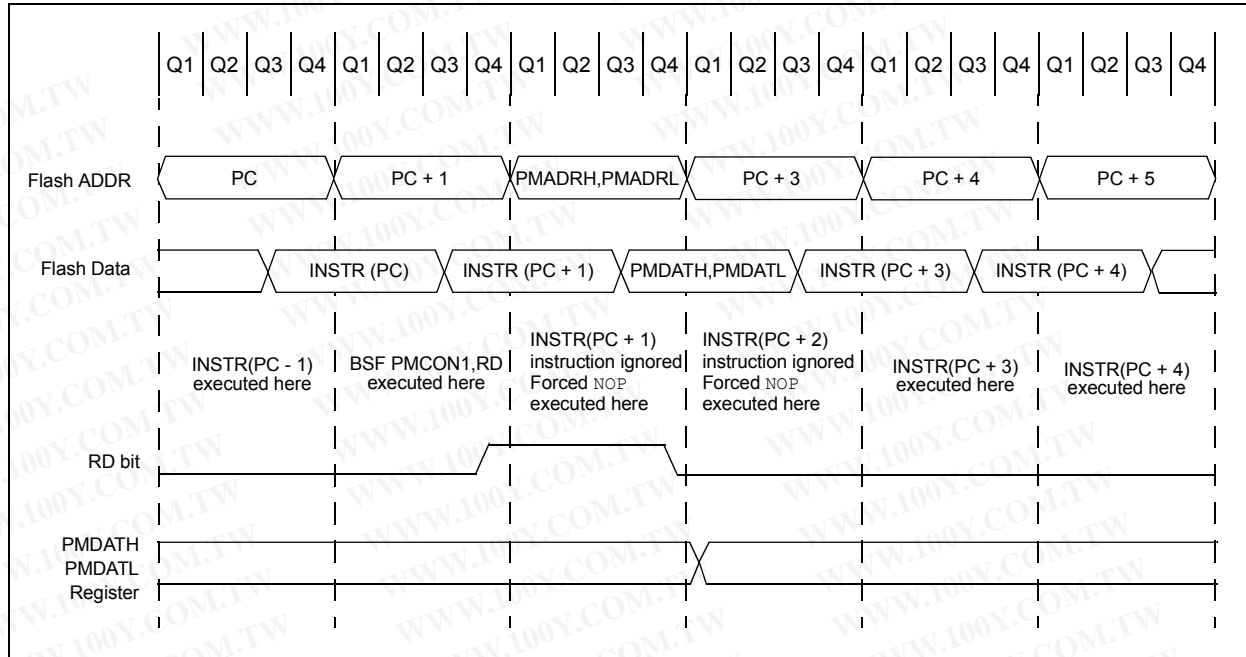 Q1 Q2 Q3 Q4 Q1 Q2 Q3 Q4 Q1 Q2 Q3 Q4 Q1 Q2 Q3 Q4 Q1 Q2 Q3 Q4 Q1 Q2 Q3 Q4
Flash ADDR PC PC + 1 PMADRH,PMADRL PC + 3 PC + 4 PC + 5
Flash Data INSTR (PC) INSTR (PC + 1) PMDATH,PMDATL INSTR (PC + 3) INSTR (PC + 4)
INSTR(PC - 1)
executed here
BSF PMCON1,RD
executed here
INSTR(PC + 1)
instruction ignored
Forced NOP
executed here
INSTR(PC + 2)
instruction ignored
Forced NOP
executed here
INSTR(PC + 3)
executed here
INSTR(PC + 4)
executed here
RD bit
PMDATH
PMDATL
Register
WWW.100Y.COM.TW